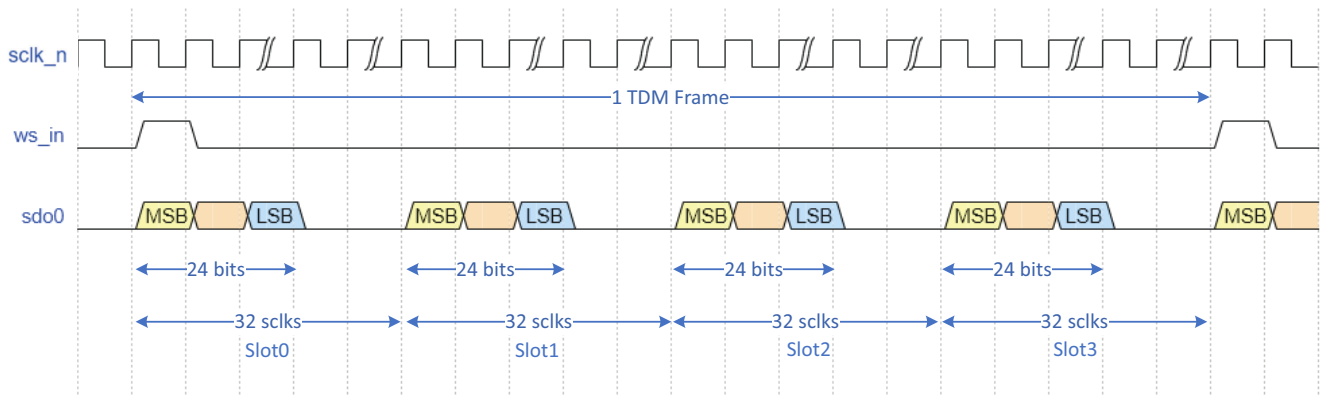 sclk_n
1 TDM Frame
ws_in
sdo0
MSB LSB MSB LSB MSB LSB MSB LSB MSB
24 bits 24 bits 24 bits 24 bits
32 sclks 32 sclks 32 sclks 32 sclks
Slot0 Slot1 Slot2 Slot3